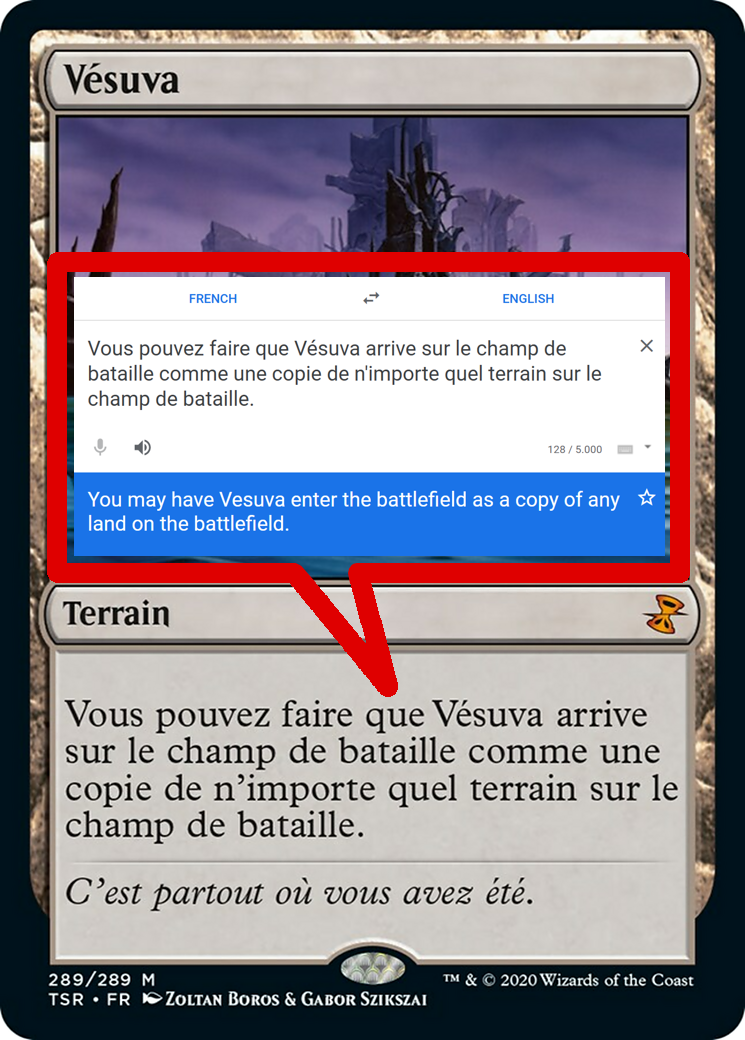 Vésuva
FRENCH
ENGLISH
Vous pouvez faire que Vésuva arrive sur le champ de
bataille comme une copie de n'importe quel terrain sur le
champ de bataille.
128 / 5.000
You may have Vesuva enter the battlefield as a copy of any
land on the battlefield.
Terrain
Vous pouvez faire que Vésuva arrive
sur le champ de bataille comme une
copie de n'importe quel terrain sur le
champ de bataille.
C'est partout où vous avez été.
289/289 M
TSR • FR ZOLTAN BOROS & GABOR SZIKSZAI
™ & © 2020 Wizards of the Coast